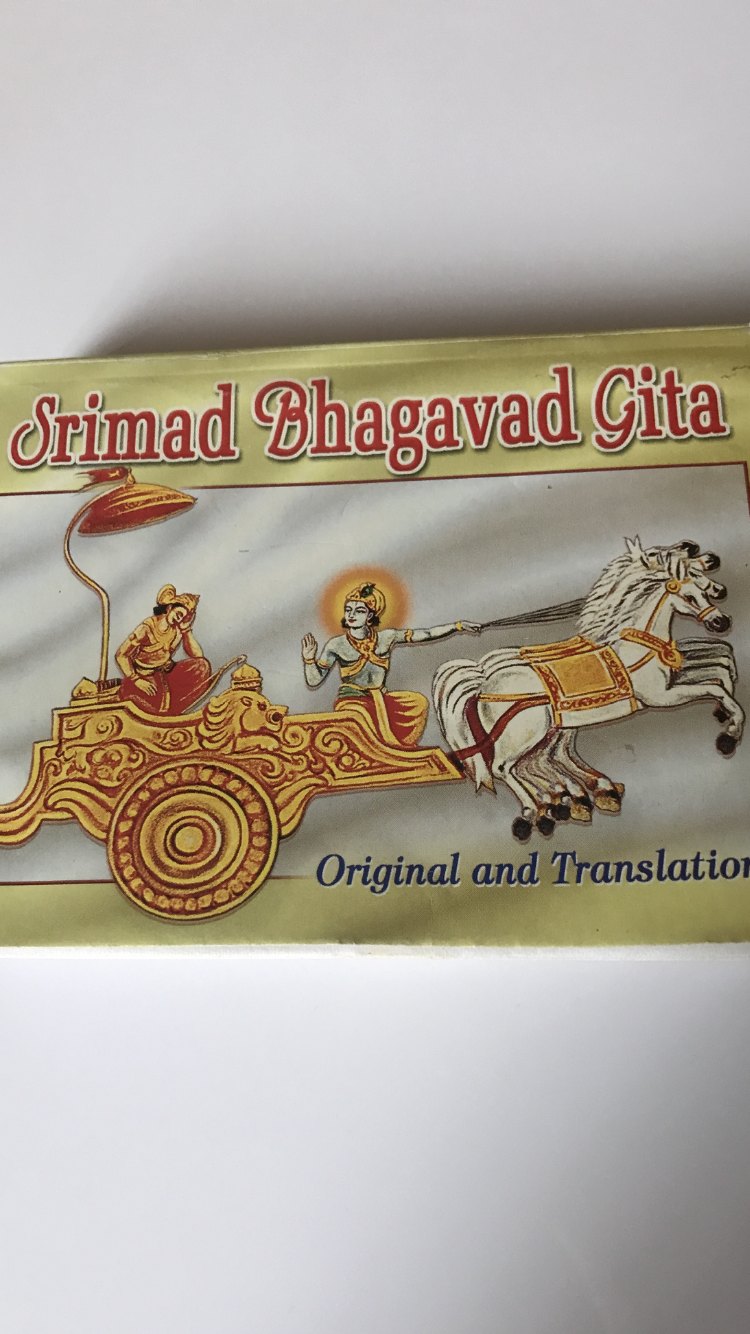 Srimad Bhagavad Gita
Original and Translation